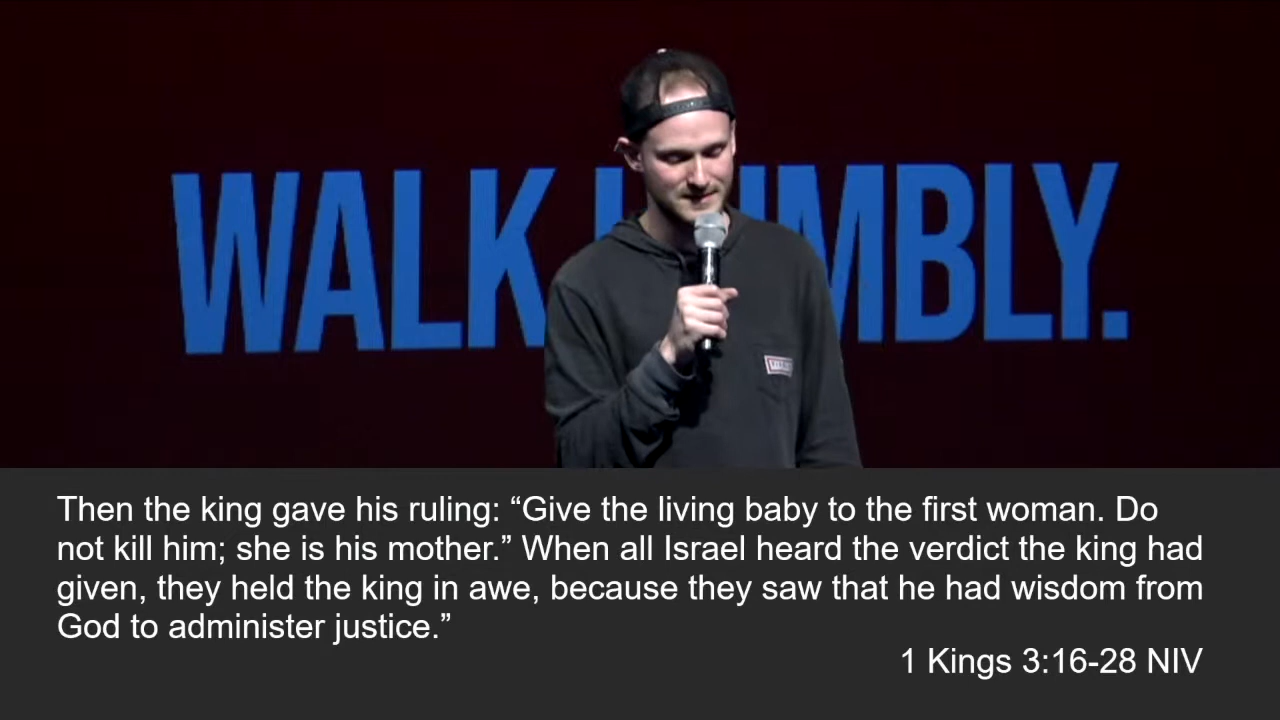 WALK HUMBLY.
Then the king gave his ruling: “Give the living baby to the first woman. Do
not kill him; she is his mother.” When all Israel heard the verdict the king had
given, they held the king in awe, because they saw that he had wisdom from
God to administer justice.”
1 Kings 3:16-28 NIV